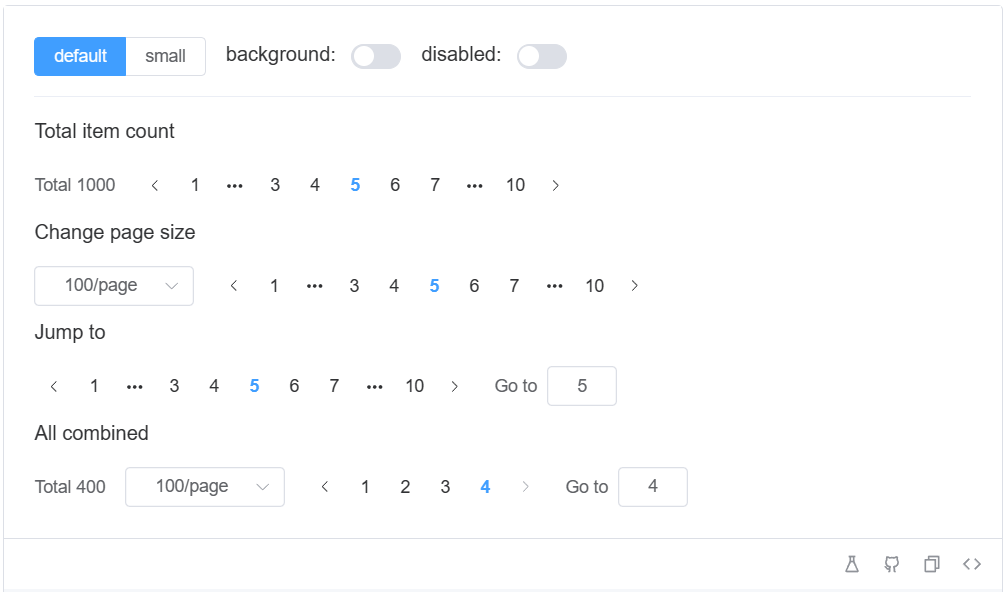 default small background: disabled:
Total item count
Total 1000 < 1 ••• 3 4 5 6 7 ••• 10 >
Change page size
100/page < 1 ••• 3 4 5 6 7 ••• 10 >
Jump to
< 1 ••• 3 4 5 6 7 ••• 10 > Go to 5
All combined
Total 400 100/page < 1 2 3 4 > Go to 4